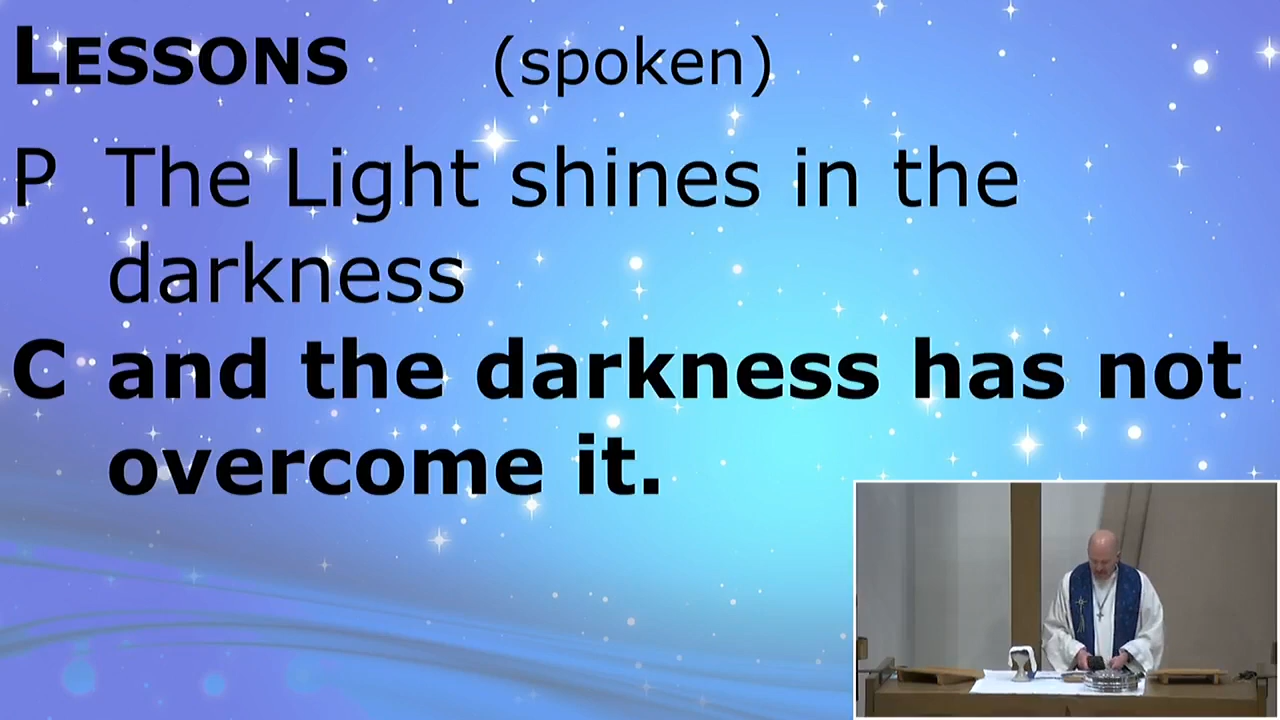 LESSONS (spoken)
P The Light shines in the
darkness
C and the darkness has not
overcome it.